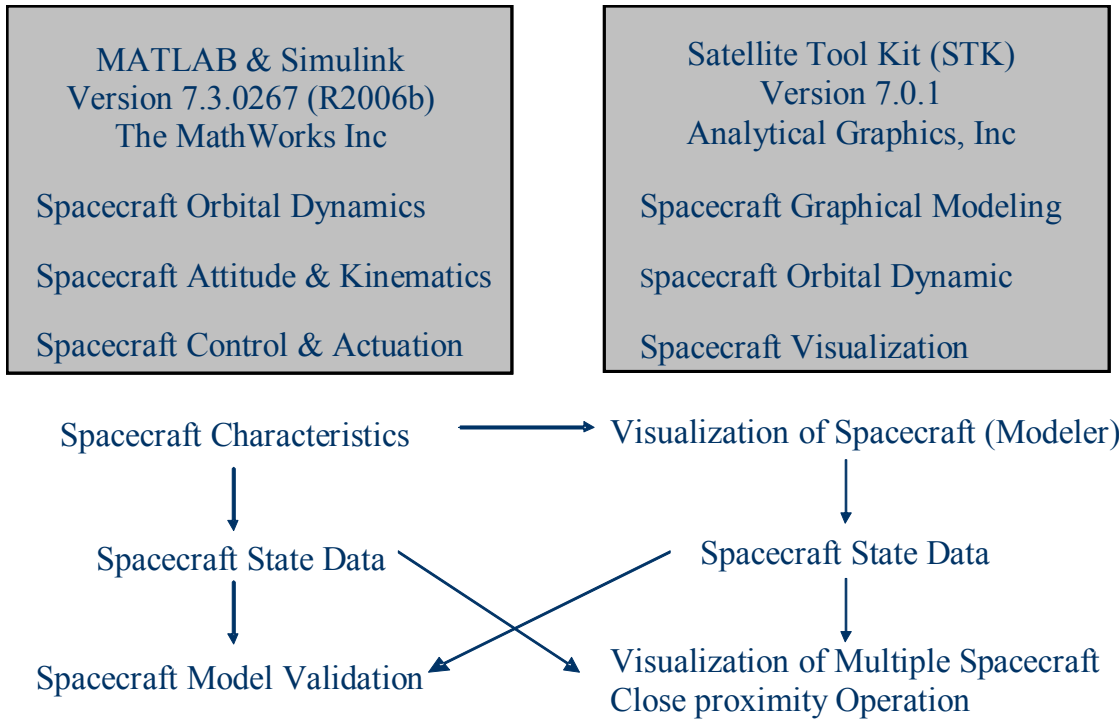 MATLAB & Simulink
Version 7.3.0267 (R2006b)
The MathWorks Inc
Spacecraft Orbital Dynamics
Spacecraft Attitude & Kinematics
Spacecraft Control & Actuation
Satellite Tool Kit (STK)
Version 7.0.1
Analytical Graphics, Inc
Spacecraft Graphical Modeling
spacecraft Orbital Dynamic
Spacecraft Visualization
Spacecraft Characteristics
Visualization of Spacecraft (Modeler)
Spacecraft State Data
Spacecraft State Data
Spacecraft Model Validation
Visualization of Multiple Spacecraft
Close proximity Operation